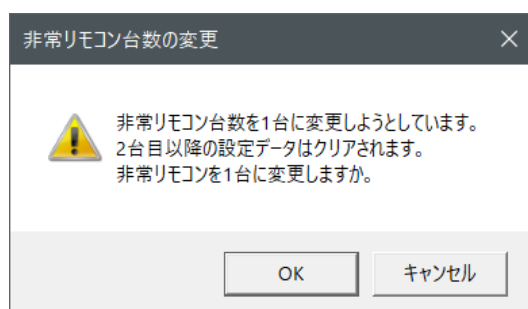 非常リモコン台数の変更
非常リモコン台数を1台に変更しようとしています。
2台目以降の設定データはクリアされます。
非常リモコンを1台に変更しますか。
OK
キャンセル